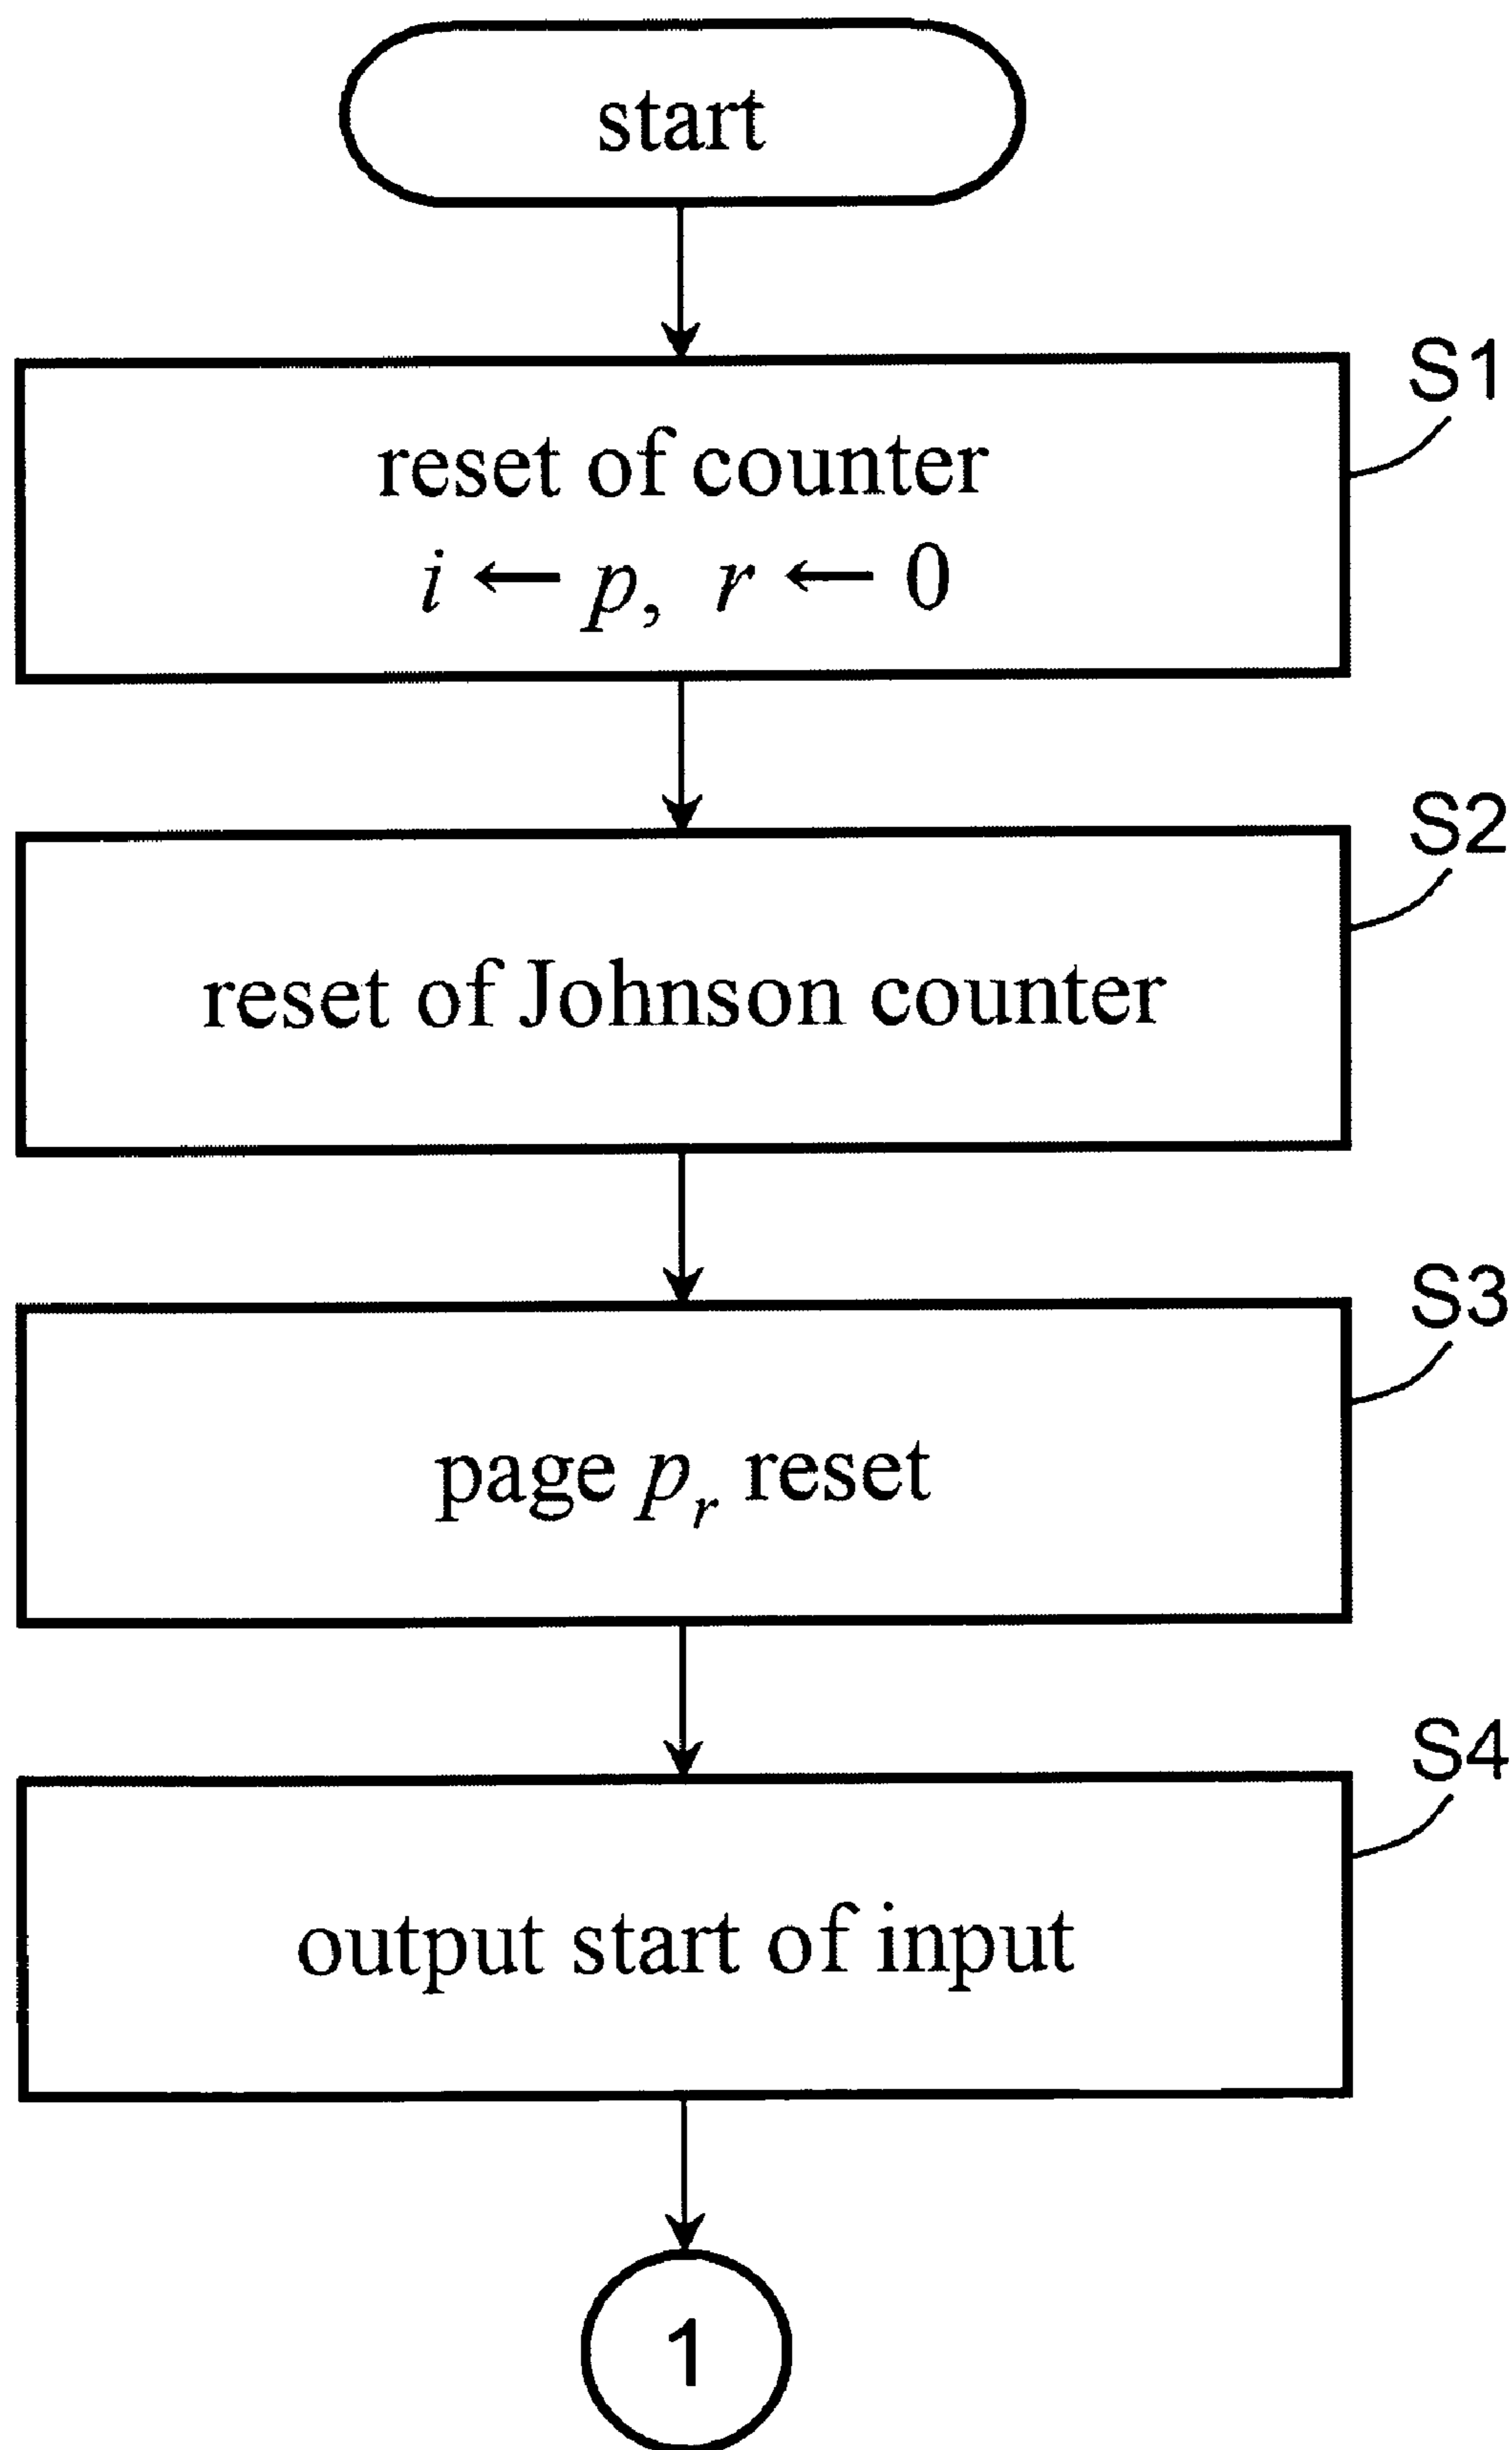 start
S1
reset of counter
i ← p, r ← 0
S2
reset of Johnson counter
S3
page pᵣ reset
S4
output start of input
1